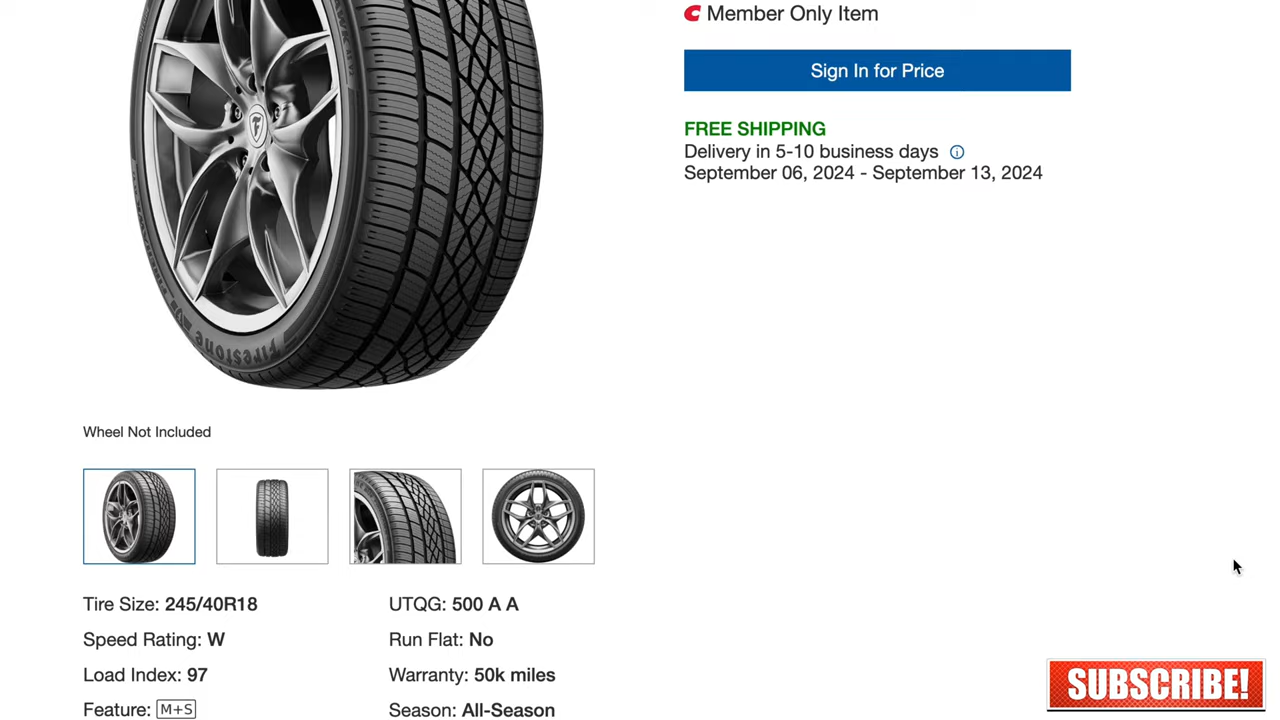 Member Only Item
Sign In for Price
FREE SHIPPING
Delivery in 5-10 business days
September 06, 2024 - September 13, 2024
Firestone
Wheel Not Included
Tire Size: 245/40R18
UTQG: 500 A A
Speed Rating: W
Run Flat: No
Load Index: 97
Warranty: 50k miles
Feature: M+S
Season: All-Season
SUBSCRIBE!